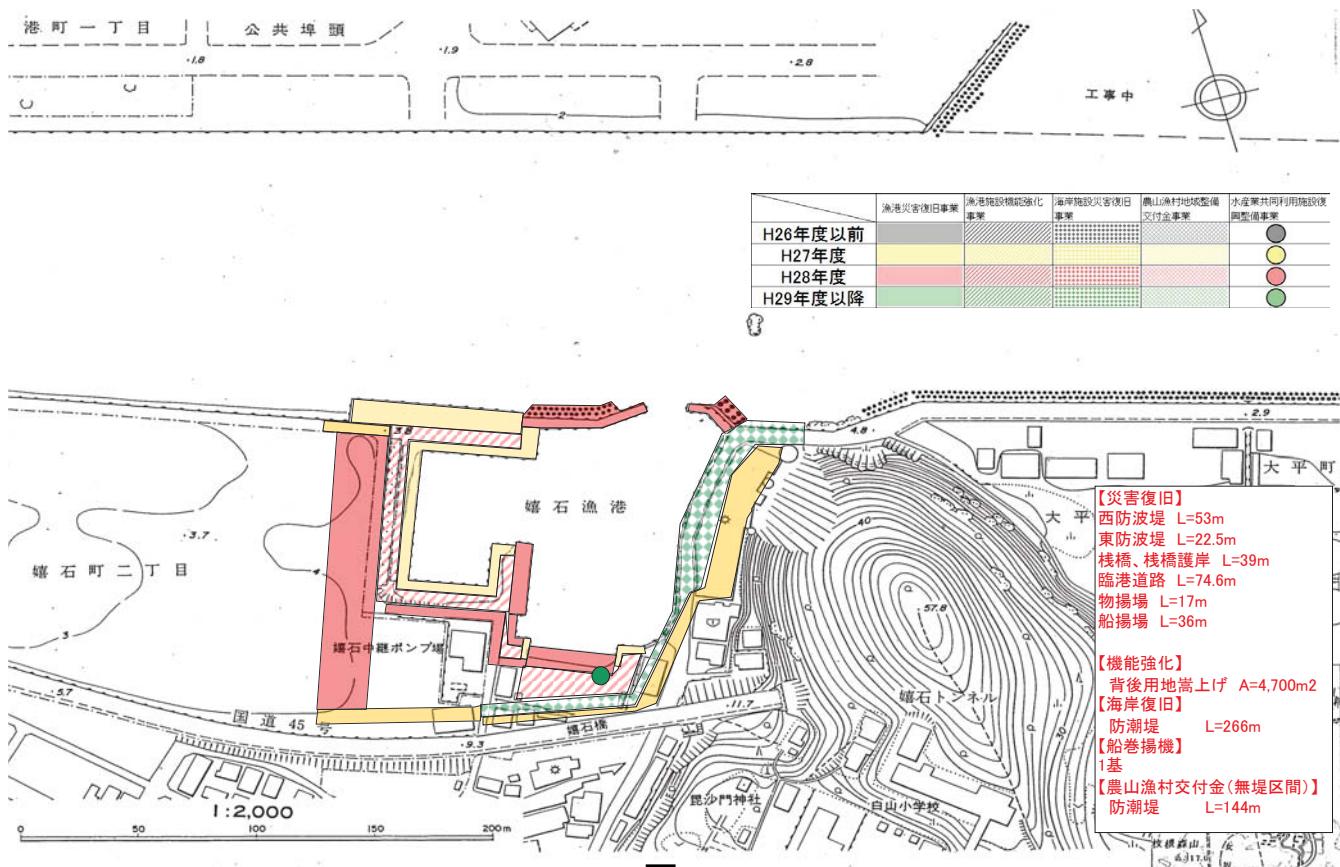 港町一丁目
公共埠頭
・1.8
・1.9
・2.8
2
工事中
漁港災害復旧事業
漁港施設機能強化事業
海岸施設災害復旧事業
農山漁村地域整備交付金事業
水産業共同利用施設復興整備事業
H26年度以前
H27年度
H28年度
H29年度以降
3.8
4.8
2.9
大平町
嬉石漁港
・3.7
嬉石町二丁目
4
3
大平
40
57.8
30
嬉石中継ポンプ場
嬉石トンネル
5.7
国道45号
9.3
嬉石橋
11.7
毘沙門神社
白山小学校
1:2,000
0
50
100
150
200m
【災害復旧】
西防波堤 L=53m
東防波堤 L=22.5m
桟橋、桟橋護岸 L=39m
臨港道路 L=74.6m
物揚場 L=17m
船揚場 L=36m
【機能強化】
背後用地嵩上げ A=4,700m2
【海岸復旧】
防潮堤 L=266m
【船巻揚機】
1基
【農山漁村交付金(無堤区間)】
防潮堤 L=144m